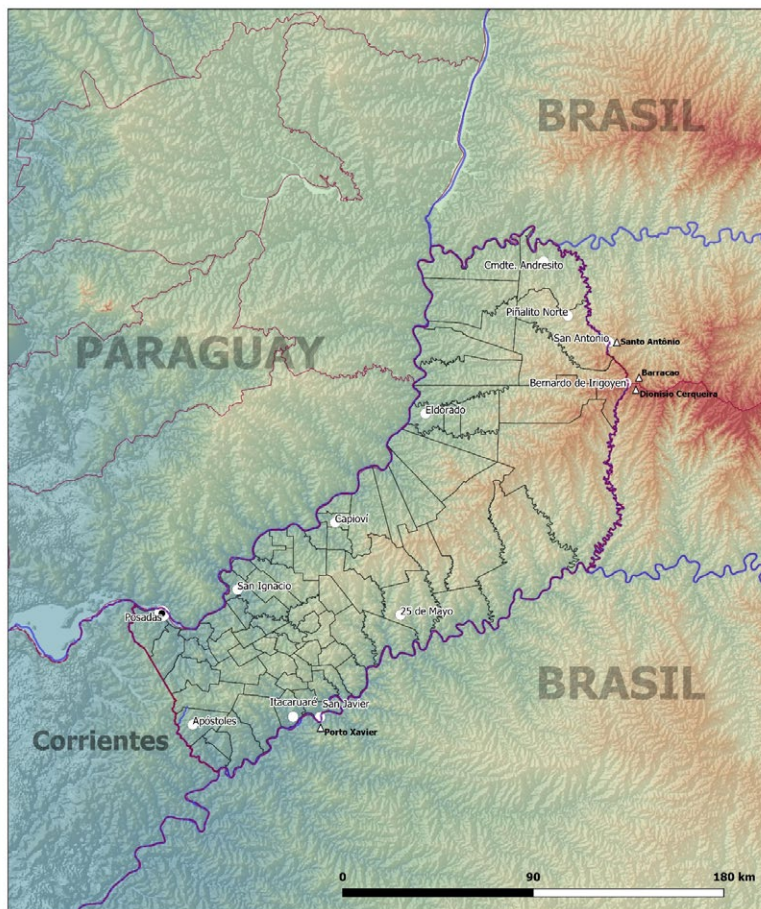 BRASIL
Cmdte. Andresito
Piñalito Norte
San Antonio
Santo António
PARAGUAY
Barracao
Bernardo de Irigoyen
Dionisio Cerqueira
Eldorado
Capioví
San Ignacio
25 de Mayo
Posadas
BRASIL
Itacaruaré
San Javier
Apostoles
Porto Xavier
Corrientes
0
90
180 km